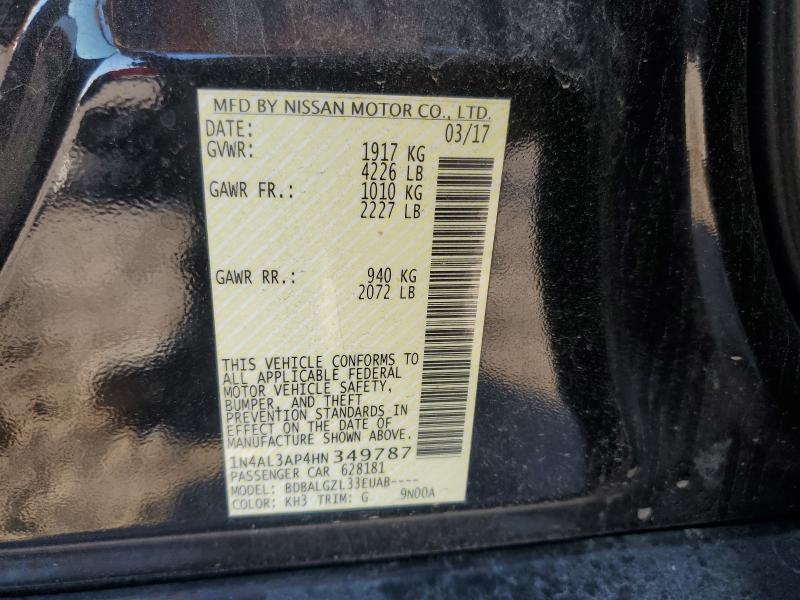 MFD BY NISSAN MOTOR CO., LTD.
DATE: 03/17
GVWR: 1917 KG
4226 LB
GAWR FR.: 1010 KG
2227 LB
GAWR RR.: 940 KG
2072 LB
THIS VEHICLE CONFORMS TO
ALL APPLICABLE FEDERAL
MOTOR VEHICLE SAFETY,
BUMPER, AND THEFT
PREVENTION STANDARDS IN
EFFECT ON THE DATE OF
MANUFACTURE SHOWN ABOVE.
1N4AL3AP4HN349787
PASSENGER CAR 628181
MODEL: BDBALGZL33EUAB----
COLOR: KH3 TRIM: G 9N00A